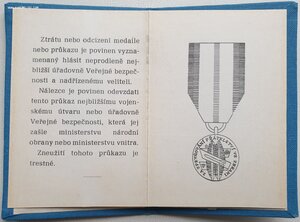 Ztrátu nebo odcizení medaile
nebo průkazu je povinen vyzna-
menaný hlásit neprodleně nej-
bližší úřadovně Veřejné bezpeč-
nosti a nadřízenému veliteli.
Nálezce je povinen odevzdati
tento průkaz nejbližšímu vojen-
skému útvaru nebo úřadovně
Veřejné bezpečnosti, která jej
zašle ministerstvu národní
obrany nebo ministerstvu vnitra.
Zneužití tohoto průkazu je
trestné.